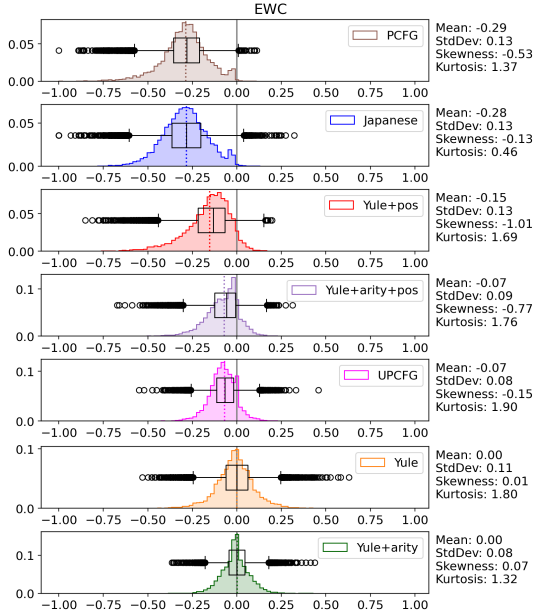 EWC
0.05
0.00
PCFG
Mean: -0.29
StdDev: 0.13
Skewness: -0.53
Kurtosis: 1.37
−1.00 −0.75 −0.50 −0.25 0.00 0.25 0.50 0.75 1.00
0.05
0.00
Japanese
Mean: -0.28
StdDev: 0.13
Skewness: -0.13
Kurtosis: 0.46
−1.00 −0.75 −0.50 −0.25 0.00 0.25 0.50 0.75 1.00
0.05
0.00
Yule+pos
Mean: -0.15
StdDev: 0.13
Skewness: -1.01
Kurtosis: 1.69
−1.00 −0.75 −0.50 −0.25 0.00 0.25 0.50 0.75 1.00
0.1
0.0
Yule+arity+pos
Mean: -0.07
StdDev: 0.09
Skewness: -0.77
Kurtosis: 1.76
−1.00 −0.75 −0.50 −0.25 0.00 0.25 0.50 0.75 1.00
0.1
0.0
UPCFG
Mean: -0.07
StdDev: 0.08
Skewness: -0.15
Kurtosis: 1.90
−1.00 −0.75 −0.50 −0.25 0.00 0.25 0.50 0.75 1.00
0.1
0.0
Yule
Mean: 0.00
StdDev: 0.11
Skewness: 0.01
Kurtosis: 1.80
−1.00 −0.75 −0.50 −0.25 0.00 0.25 0.50 0.75 1.00
0.1
0.0
Yule+arity
Mean: 0.00
StdDev: 0.08
Skewness: 0.07
Kurtosis: 1.32
−1.00 −0.75 −0.50 −0.25 0.00 0.25 0.50 0.75 1.00